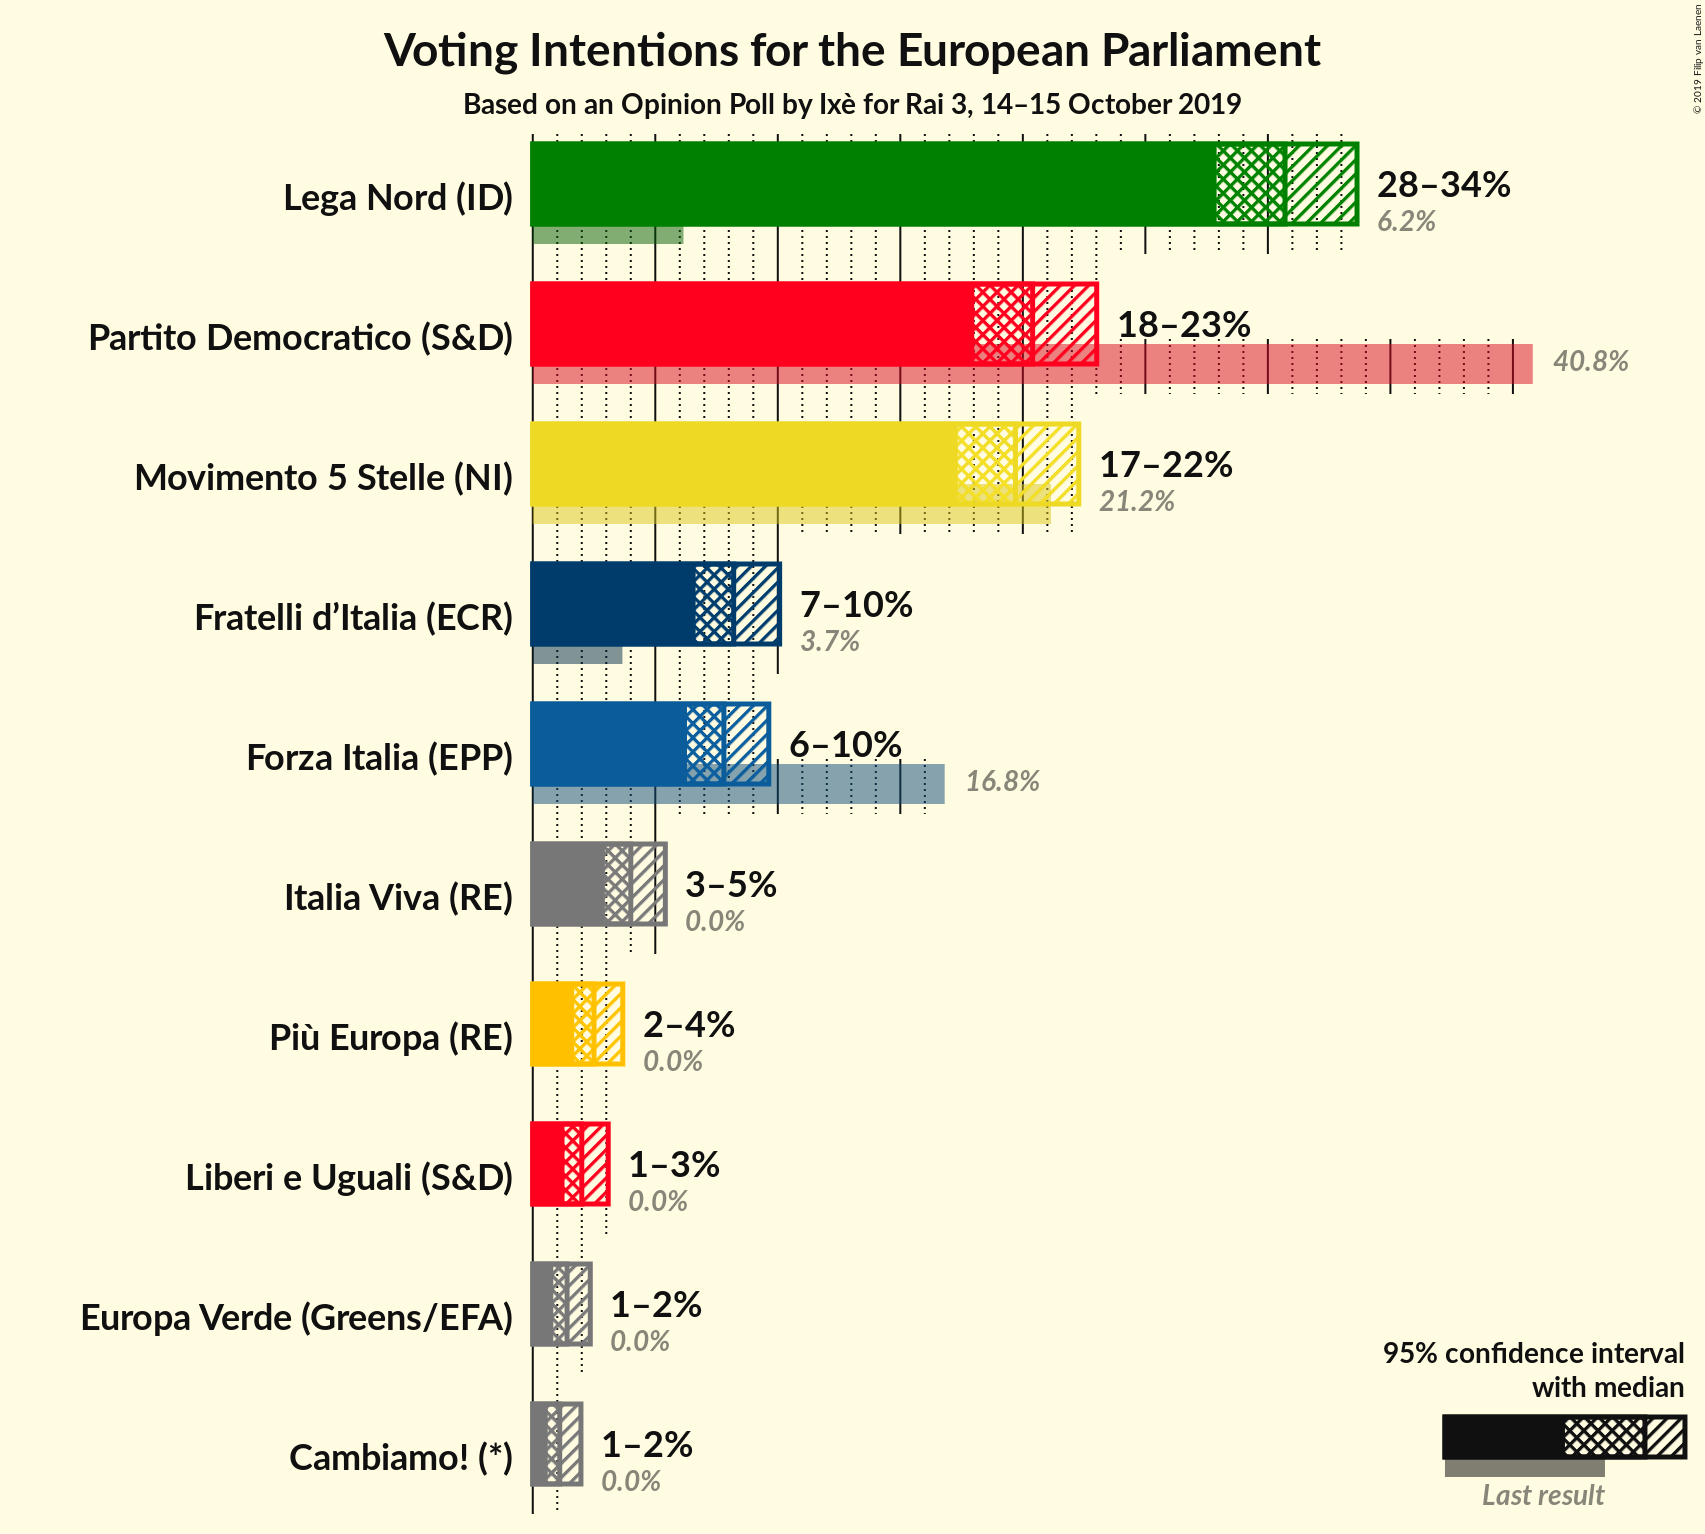 Voting Intentions for the European Parliament
Based on an Opinion Poll by Ixè for Rai 3, 14–15 October 2019
© 2019 Filip van Laenen
Lega Nord (ID)
28–34%
6.2%
Partito Democratico (S&D)
18–23%
40.8%
Movimento 5 Stelle (NI)
17–22%
21.2%
Fratelli d’Italia (ECR)
7–10%
3.7%
Forza Italia (EPP)
6–10%
16.8%
Italia Viva (RE)
3–5%
0.0%
Più Europa (RE)
2–4%
0.0%
Liberi e Uguali (S&D)
1–3%
0.0%
Europa Verde (Greens/EFA)
1–2%
0.0%
Cambiamo! (*)
1–2%
0.0%
95% confidence interval
with median
Last result